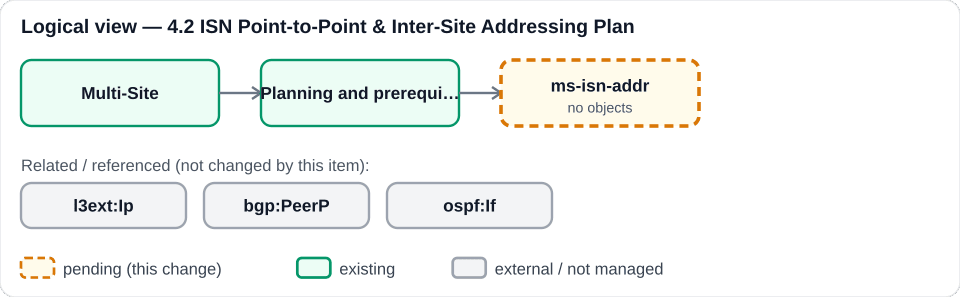 Logical view — 4.2 ISN Point-to-Point & Inter-Site Addressing Plan
Multi-Site
Planning and prerequi…
ms-isn-addr
no objects
Related / referenced (not changed by this item):
l3ext:Ip
bgp:PeerP
ospf:If
pending (this change)
existing
external / not managed